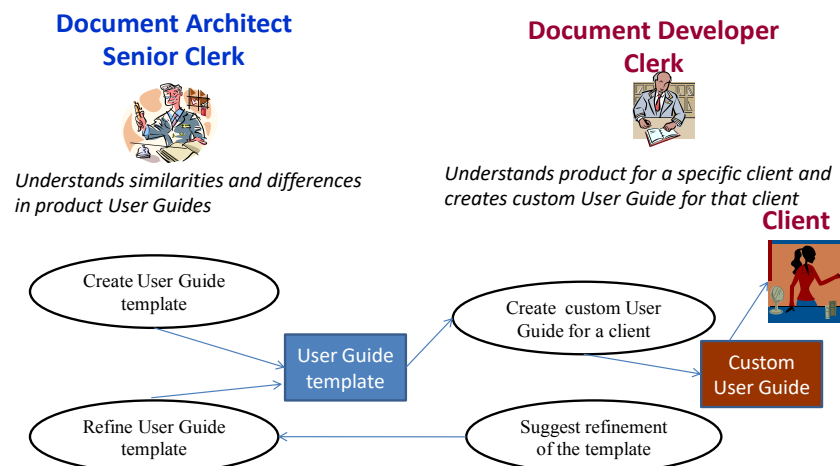 Document Architect
Senior Clerk
Document Developer
Clerk
Understands similarities and differences
in product User Guides
Understands product for a specific client and
creates custom User Guide for that client
Client
Create User Guide
template
Create custom User
Guide for a client
User Guide
template
Custom
User Guide
Refine User Guide
template
Suggest refinement
of the template